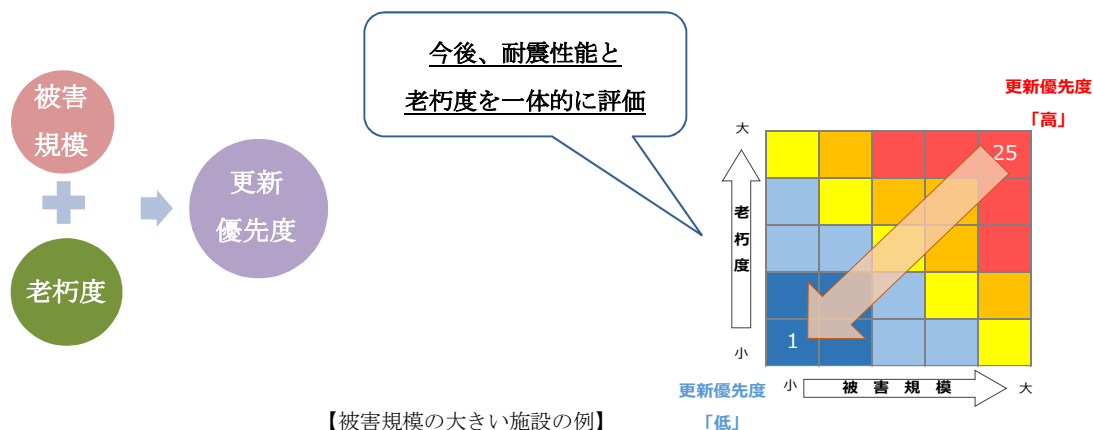 今後、耐震性能と
老朽度を一体的に評価
被害
規模
老朽度
更新
優先度
更新優先度
「高」
大
25
老朽度
1
小
小
被害規模
大
更新優先度
「低」
【被害規模の大きい施設の例】